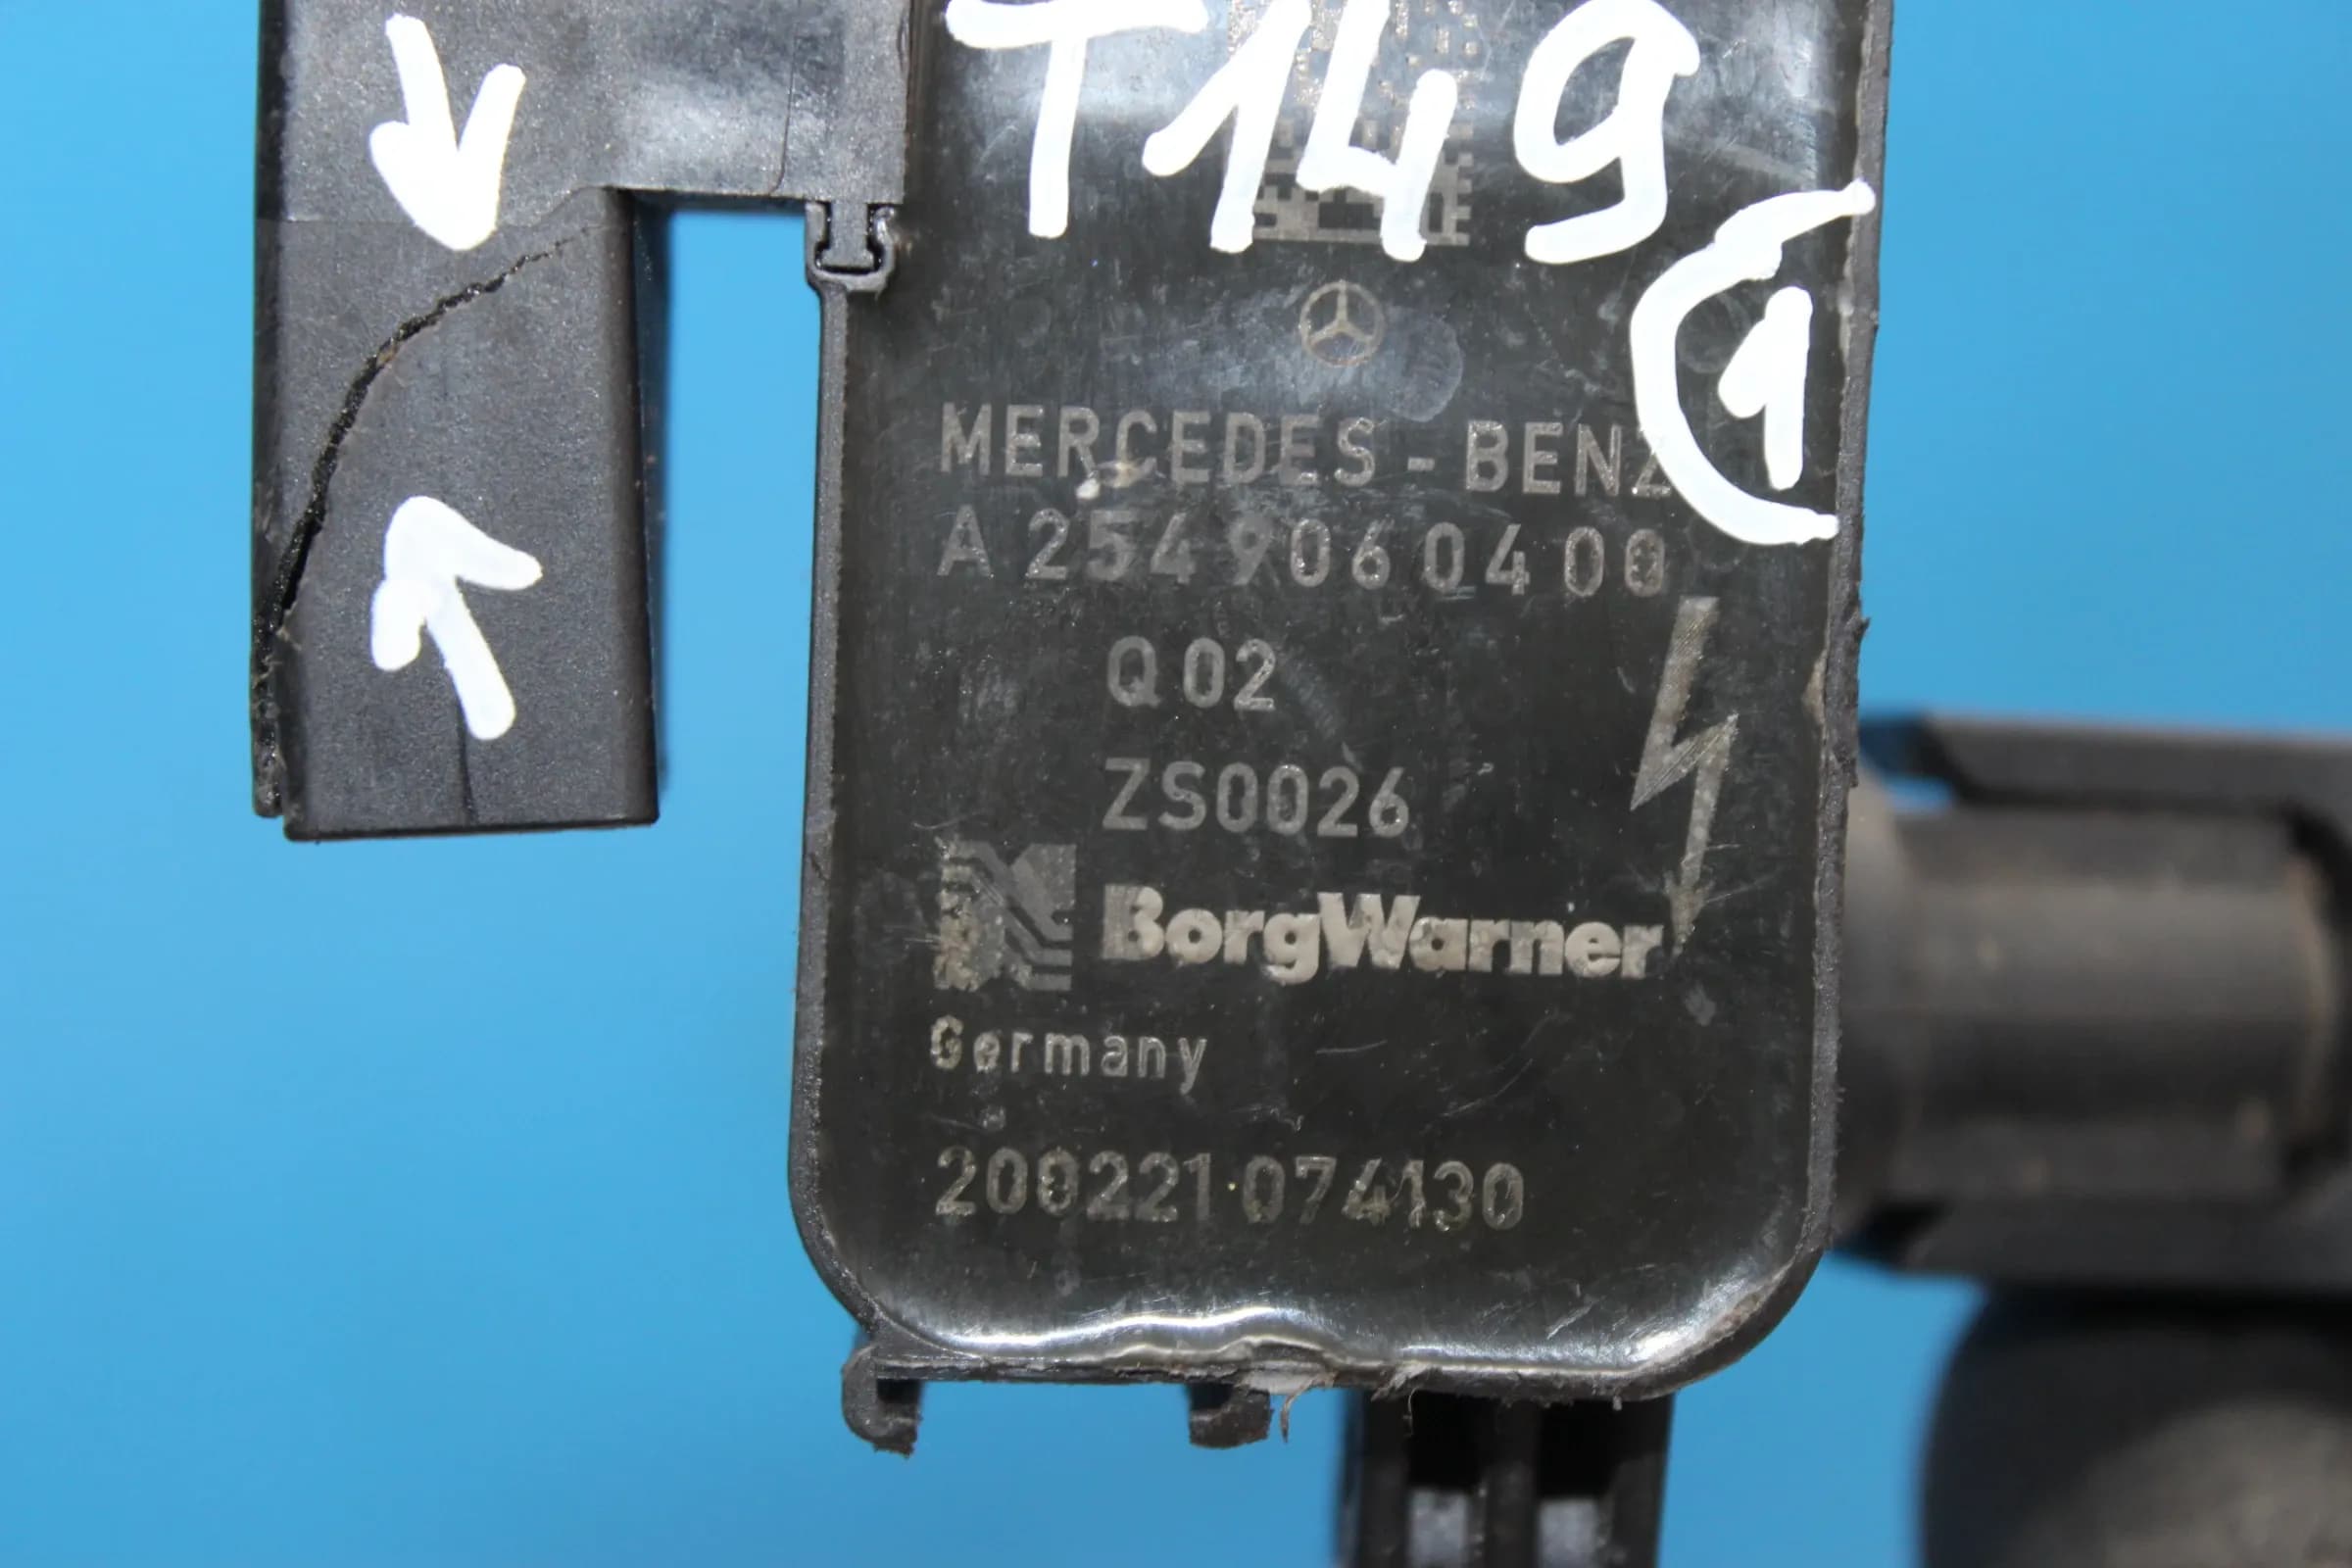 T149
1
MERCEDES-BENZ
A 254 906 04 00
Q02
ZS0026
BorgWarner
Germany
200221 074130